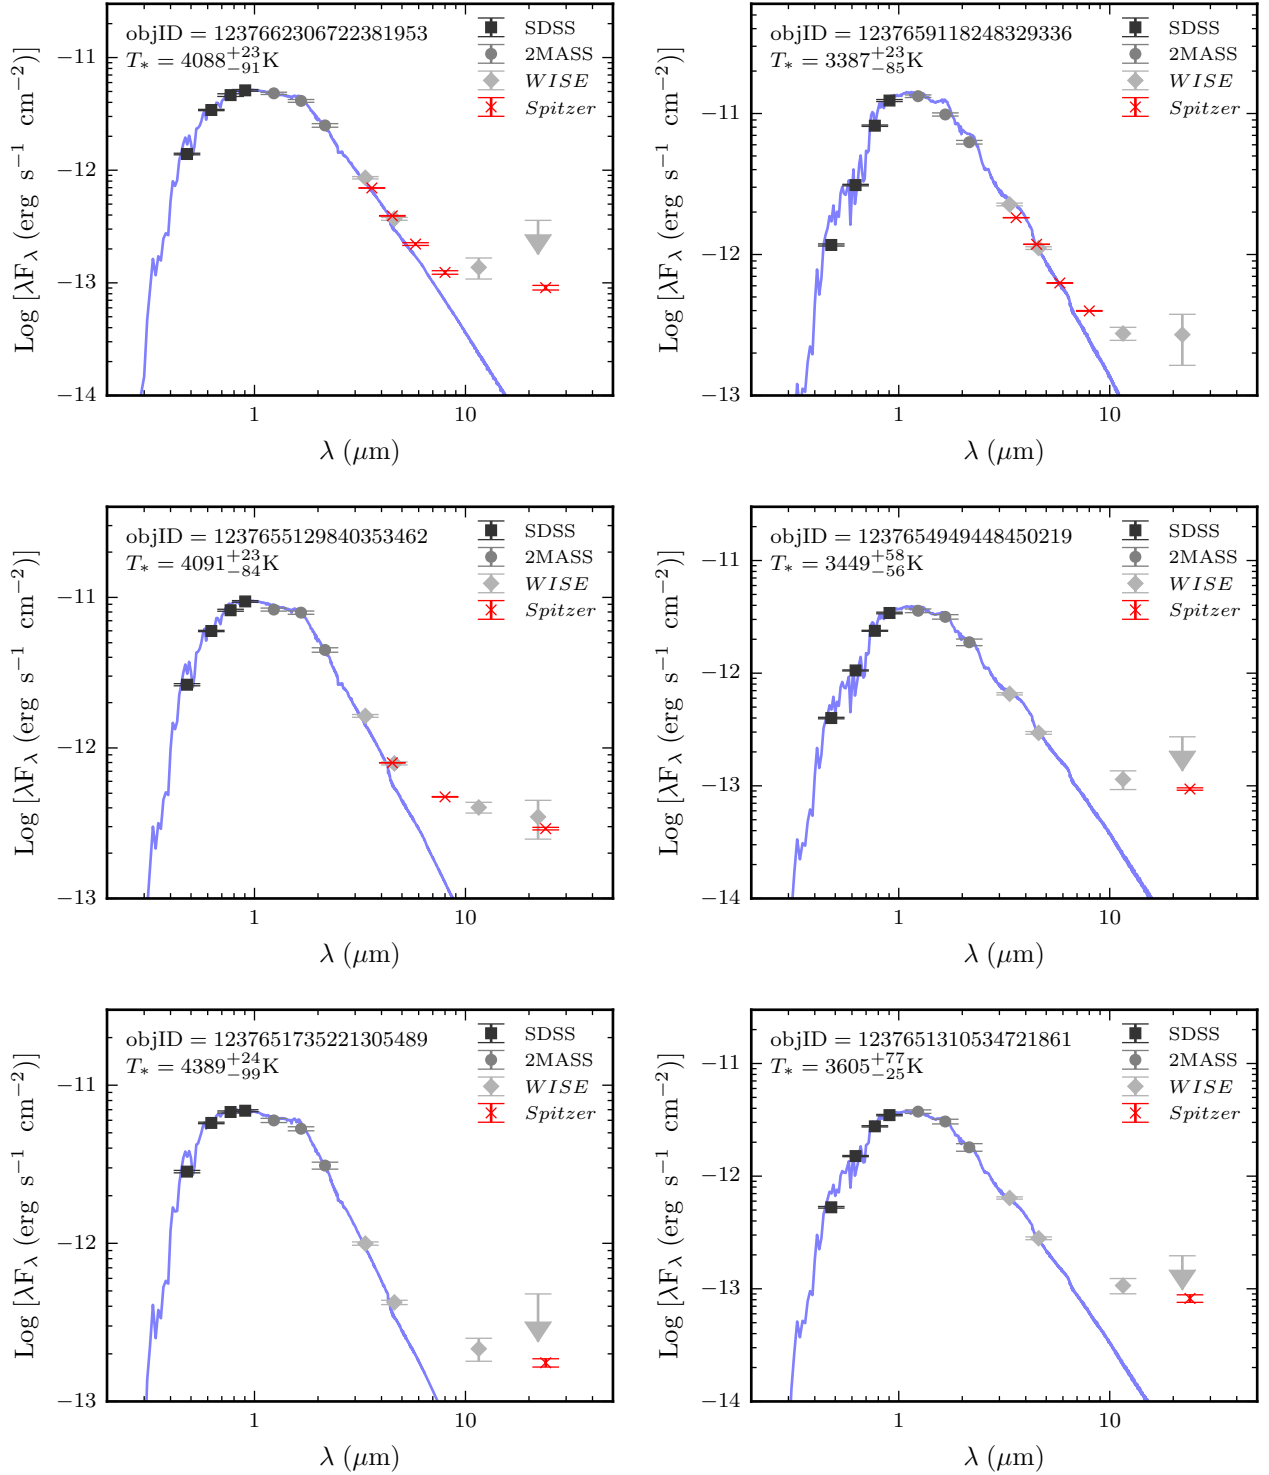 objID = 1237662306722381953
T* = 4088 +23 −91 K
SDSS
2MASS
WISE
Spitzer
−11
−12
−13
−14
1
10
λ (μm)
Log [λFλ (erg s−1 cm−2)]
objID = 1237659118248329336
T* = 3387 +23 −85 K
SDSS
2MASS
WISE
Spitzer
−11
−12
−13
1
10
λ (μm)
Log [λFλ (erg s−1 cm−2)]
objID = 1237655129840353462
T* = 4091 +23 −84 K
SDSS
2MASS
WISE
Spitzer
−11
−12
−13
1
10
λ (μm)
Log [λFλ (erg s−1 cm−2)]
objID = 1237654949448450219
T* = 3449 +58 −56 K
SDSS
2MASS
WISE
Spitzer
−11
−12
−13
−14
1
10
λ (μm)
Log [λFλ (erg s−1 cm−2)]
objID = 1237651735221305489
T* = 4389 +24 −99 K
SDSS
2MASS
WISE
Spitzer
−11
−12
−13
1
10
λ (μm)
Log [λFλ (erg s−1 cm−2)]
objID = 1237651310534721861
T* = 3605 +77 −25 K
SDSS
2MASS
WISE
Spitzer
−11
−12
−13
−14
1
10
λ (μm)
Log [λFλ (erg s−1 cm−2)]